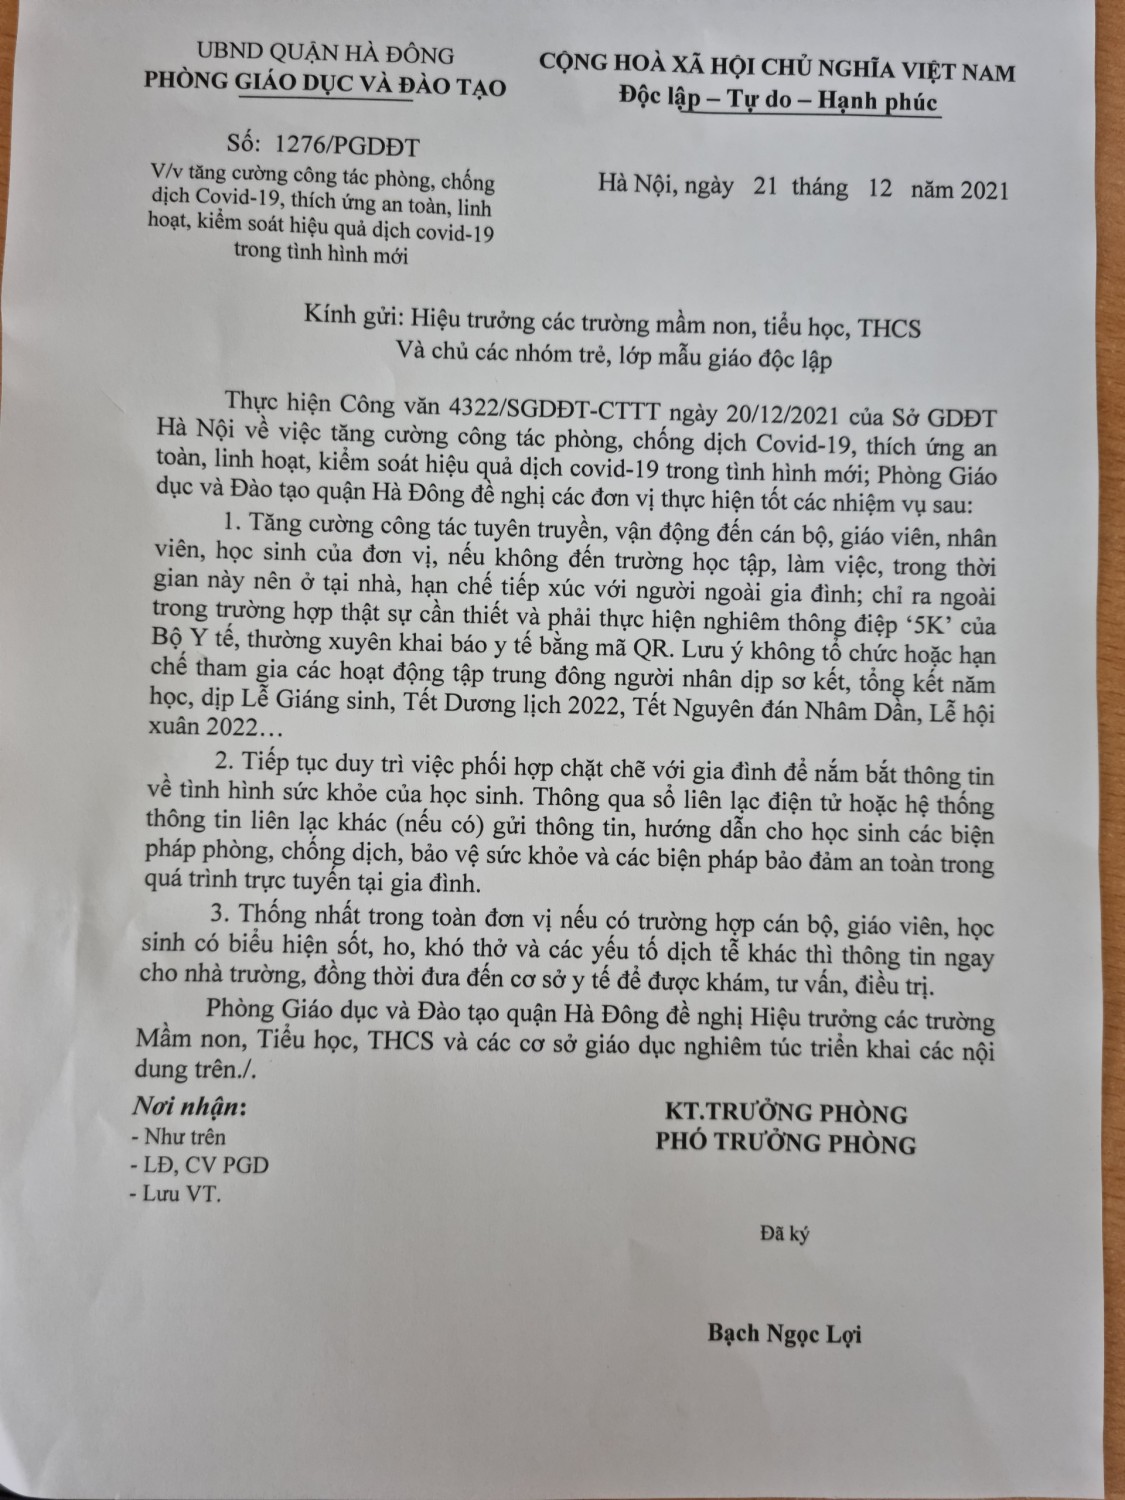 UBND QUẬN HÀ ĐÔNG
PHÒNG GIÁO DỤC VÀ ĐÀO TẠO
CỘNG HOÀ XÃ HỘI CHỦ NGHĨA VIỆT NAM
Độc lập – Tự do – Hạnh phúc
Số: 1276/PGDĐT
V/v tăng cường công tác phòng, chống
dịch Covid-19, thích ứng an toàn, linh
hoạt, kiểm soát hiệu quả dịch covid-19
trong tình hình mới
Hà Nội, ngày 21 tháng 12 năm 2021
Kính gửi: Hiệu trưởng các trường mầm non, tiểu học, THCS
Và chủ các nhóm trẻ, lớp mẫu giáo độc lập
Thực hiện Công văn 4322/SGDĐT-CTTT ngày 20/12/2021 của Sở GDĐT
Hà Nội về việc tăng cường công tác phòng, chống dịch Covid-19, thích ứng an
toàn, linh hoạt, kiểm soát hiệu quả dịch covid-19 trong tình hình mới; Phòng Giáo
dục và Đào tạo quận Hà Đông đề nghị các đơn vị thực hiện tốt các nhiệm vụ sau:
1. Tăng cường công tác tuyên truyền, vận động đến cán bộ, giáo viên, nhân
viên, học sinh của đơn vị, nếu không đến trường học tập, làm việc, trong thời
gian này nên ở tại nhà, hạn chế tiếp xúc với người ngoài gia đình; chỉ ra ngoài
trong trường hợp thật sự cần thiết và phải thực hiện nghiêm thông điệp ‘5K’ của
Bộ Y tế, thường xuyên khai báo y tế bằng mã QR. Lưu ý không tổ chức hoặc hạn
chế tham gia các hoạt động tập trung đông người nhân dịp sơ kết, tổng kết năm
học, dịp Lễ Giáng sinh, Tết Dương lịch 2022, Tết Nguyên đán Nhâm Dần, Lễ hội
xuân 2022…
2. Tiếp tục duy trì việc phối hợp chặt chẽ với gia đình để nắm bắt thông tin
về tình hình sức khỏe của học sinh. Thông qua sổ liên lạc điện tử hoặc hệ thống
thông tin liên lạc khác (nếu có) gửi thông tin, hướng dẫn cho học sinh các biện
pháp phòng, chống dịch, bảo vệ sức khỏe và các biện pháp bảo đảm an toàn trong
quá trình trực tuyến tại gia đình.
3. Thống nhất trong toàn đơn vị nếu có trường hợp cán bộ, giáo viên, học
sinh có biểu hiện sốt, ho, khó thở và các yếu tố dịch tễ khác thì thông tin ngay
cho nhà trường, đồng thời đưa đến cơ sở y tế để được khám, tư vấn, điều trị.
Phòng Giáo dục và Đào tạo quận Hà Đông đề nghị Hiệu trưởng các trường
Mầm non, Tiểu học, THCS và các cơ sở giáo dục nghiêm túc triển khai các nội
dung trên./.
Nơi nhận:
- Như trên
- LĐ, CV PGD
- Lưu VT.
KT.TRƯỞNG PHÒNG
PHÓ TRƯỞNG PHÒNG
Đã ký
Bạch Ngọc Lợi